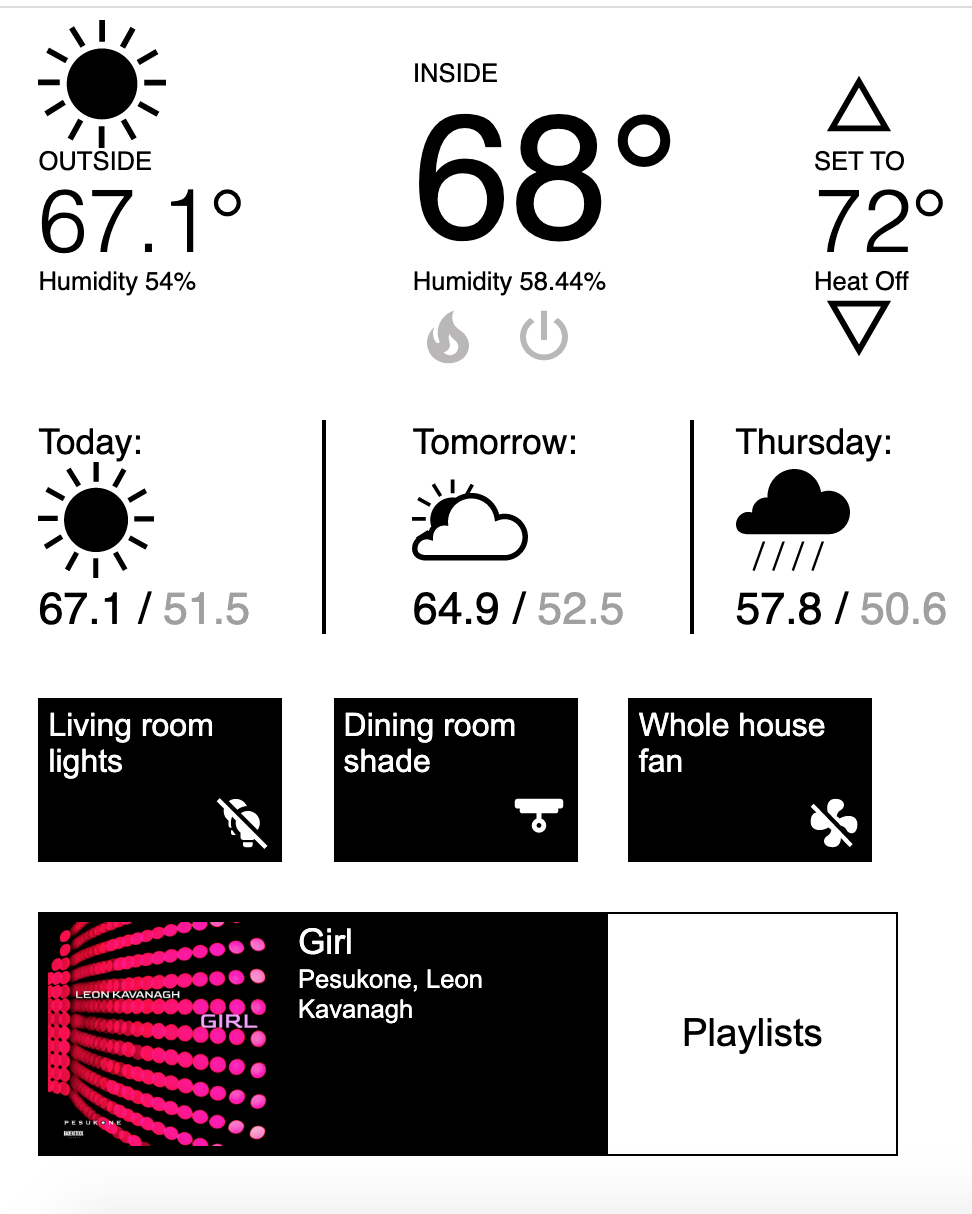 OUTSIDE
67.1°
Humidity 54%
INSIDE
68°
Humidity 58.44%
SET TO
72°
Heat Off
Today:
67.1 / 51.5
Tomorrow:
64.9 / 52.5
Thursday:
57.8 / 50.6
Living room
lights
Dining room
shade
Whole house
fan
LEON KAVANAGH
GIRL
PESUKONE
Girl
Pesukone, Leon
Kavanagh
Playlists